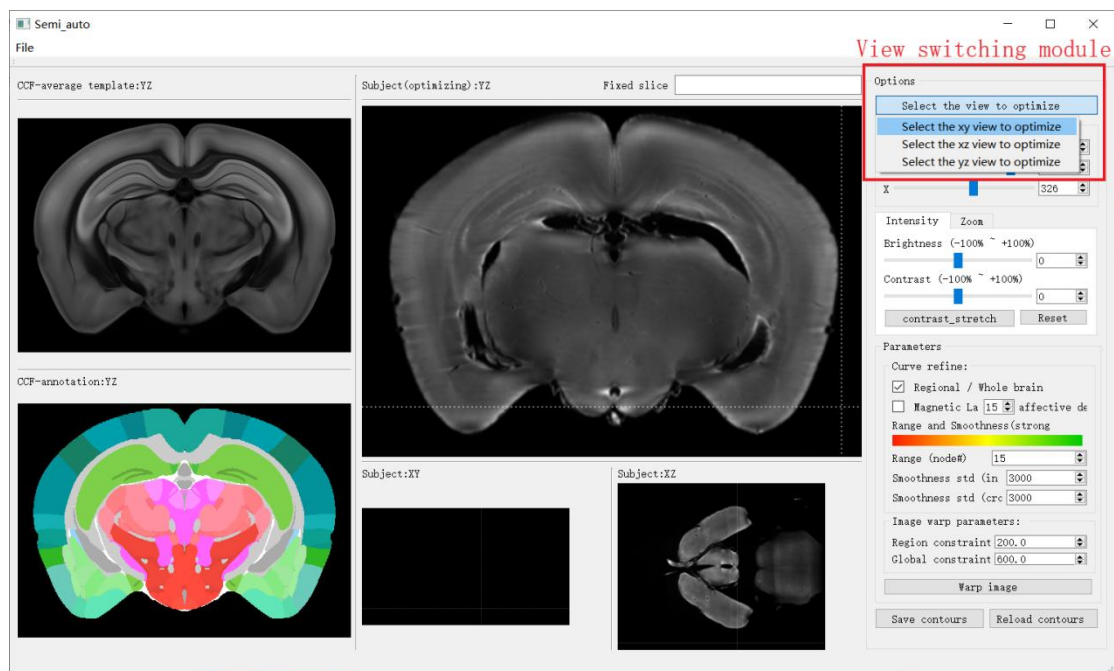 Semi_auto
File
View switching module
CCF-average template:YZ
Subject(optimizing):YZ
Fixed slice
Options
Select the view to optimize
Select the xy view to optimize
Select the xz view to optimize
Select the yz view to optimize
X
326
Intensity
Zoom
Brightness (-100% ~ +100%)
0
Contrast (-100% ~ +100%)
0
contrast_stretch
Reset
Parameters
Curve refine:
Regional / Whole brain
Magnetic La 15 affective de
Range and Smoothness(strong
Range (node#) 15
Smoothness std (in 3000
Smoothness std (crc 3000
Image warp parameters:
Region constraint 200.0
Global constraint 600.0
Warp image
Save contours
Reload contours
CCF-annotation:YZ
Subject:XY
Subject:XZ